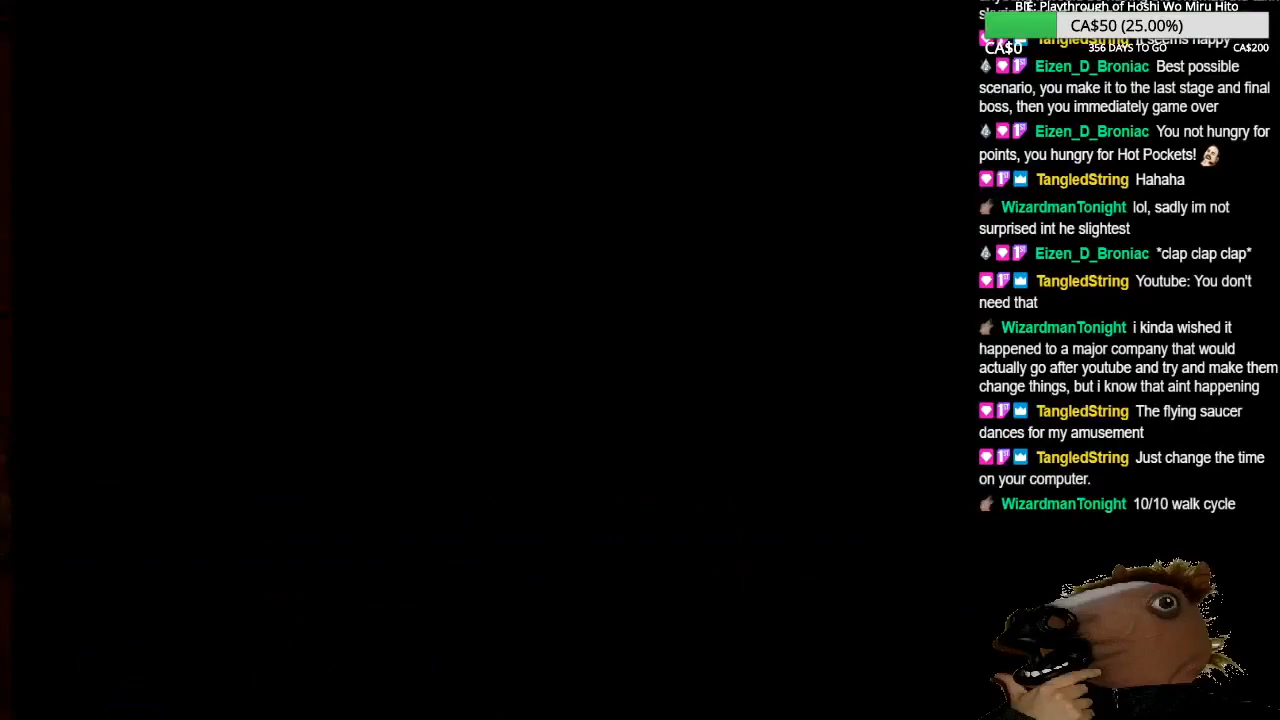 BIE: Playthrough of Hoshi Wo Miru Hito
CA$50 (25.00%)
TangledString It seems happy
CA$0 356 DAYS TO GO CA$200
Eizen_D_Broniac Best possible
scenario, you make it to the last stage and final
boss, then you immediately game over
Eizen_D_Broniac You not hungry for
points, you hungry for Hot Pockets!
TangledString Hahaha
WizardmanTonight lol, sadly im not
surprised int he slightest
Eizen_D_Broniac *clap clap clap*
TangledString Youtube: You don't
need that
WizardmanTonight i kinda wished it
happened to a major company that would
actually go after youtube and try and make them
change things, but i know that aint happening
TangledString The flying saucer
dances for my amusement
TangledString Just change the time
on your computer.
WizardmanTonight 10/10 walk cycle